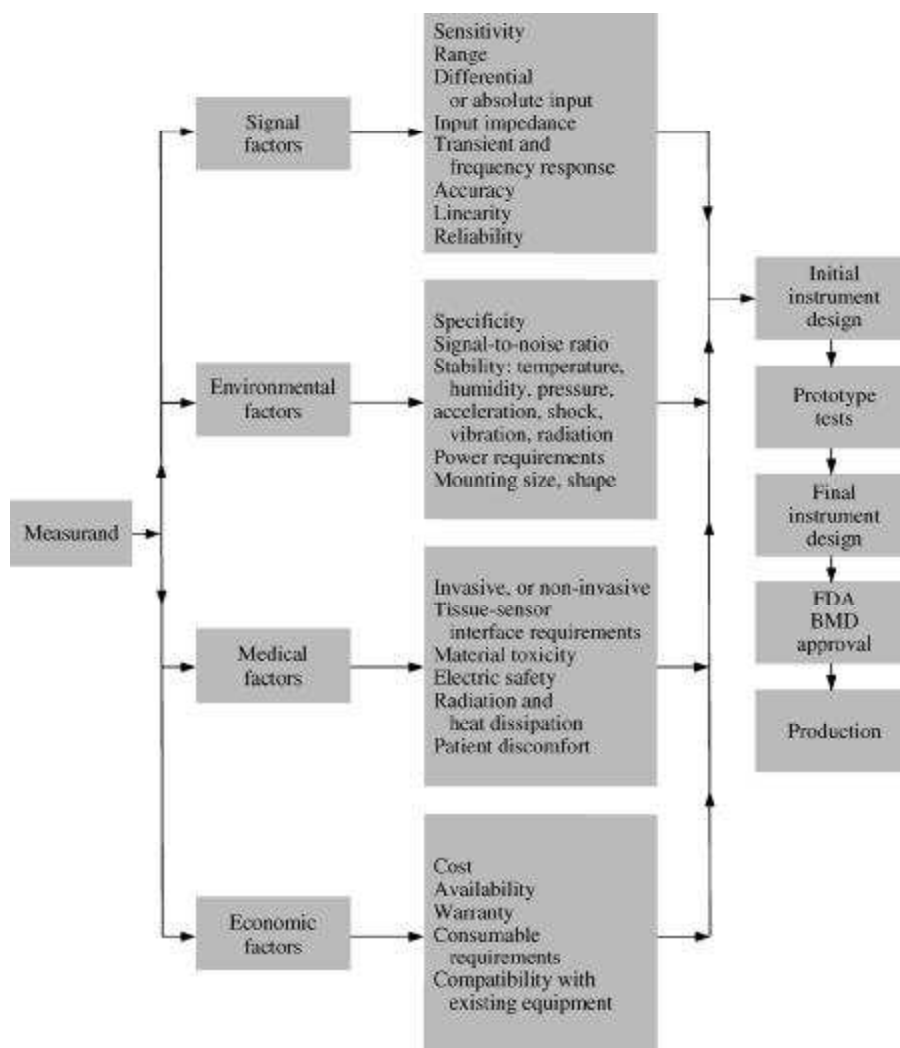 Measurand
Signal
factors
Sensitivity
Range
Differential
or absolute input
Input impedance
Transient and
frequency response
Accuracy
Linearity
Reliability
Environmental
factors
Specificity
Signal-to-noise ratio
Stability: temperature,
humidity, pressure,
acceleration, shock,
vibration, radiation
Power requirements
Mounting size, shape
Medical
factors
Invasive, or non-invasive
Tissue-sensor
interface requirements
Material toxicity
Electric safety
Radiation and
heat dissipation
Patient discomfort
Economic
factors
Cost
Availability
Warranty
Consumable
requirements
Compatibility with
existing equipment
Initial
instrument
design
Prototype
tests
Final
instrument
design
FDA
BMD
approval
Production